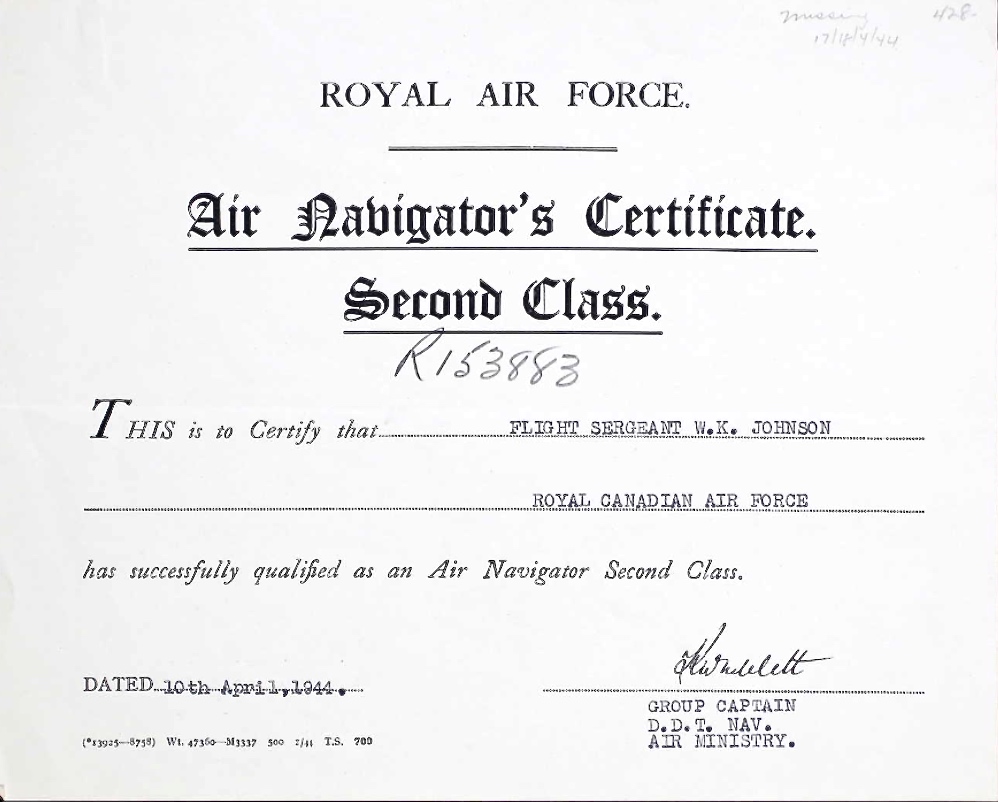 missing 428-
17/18/4/44
ROYAL AIR FORCE.
Air Navigator's Certificate.
Second Class.
R153883
THIS is to Certify that FLIGHT SERGEANT W.K. JOHNSON
ROYAL CANADIAN AIR FORCE
has successfully qualified as an Air Navigator Second Class.
DATED 10th April, 1944.
GROUP CAPTAIN
D.D.T. NAV.
AIR MINISTRY.
(*13925—8758) Wt. 47360—M3337 500 2/44 T.S. 700